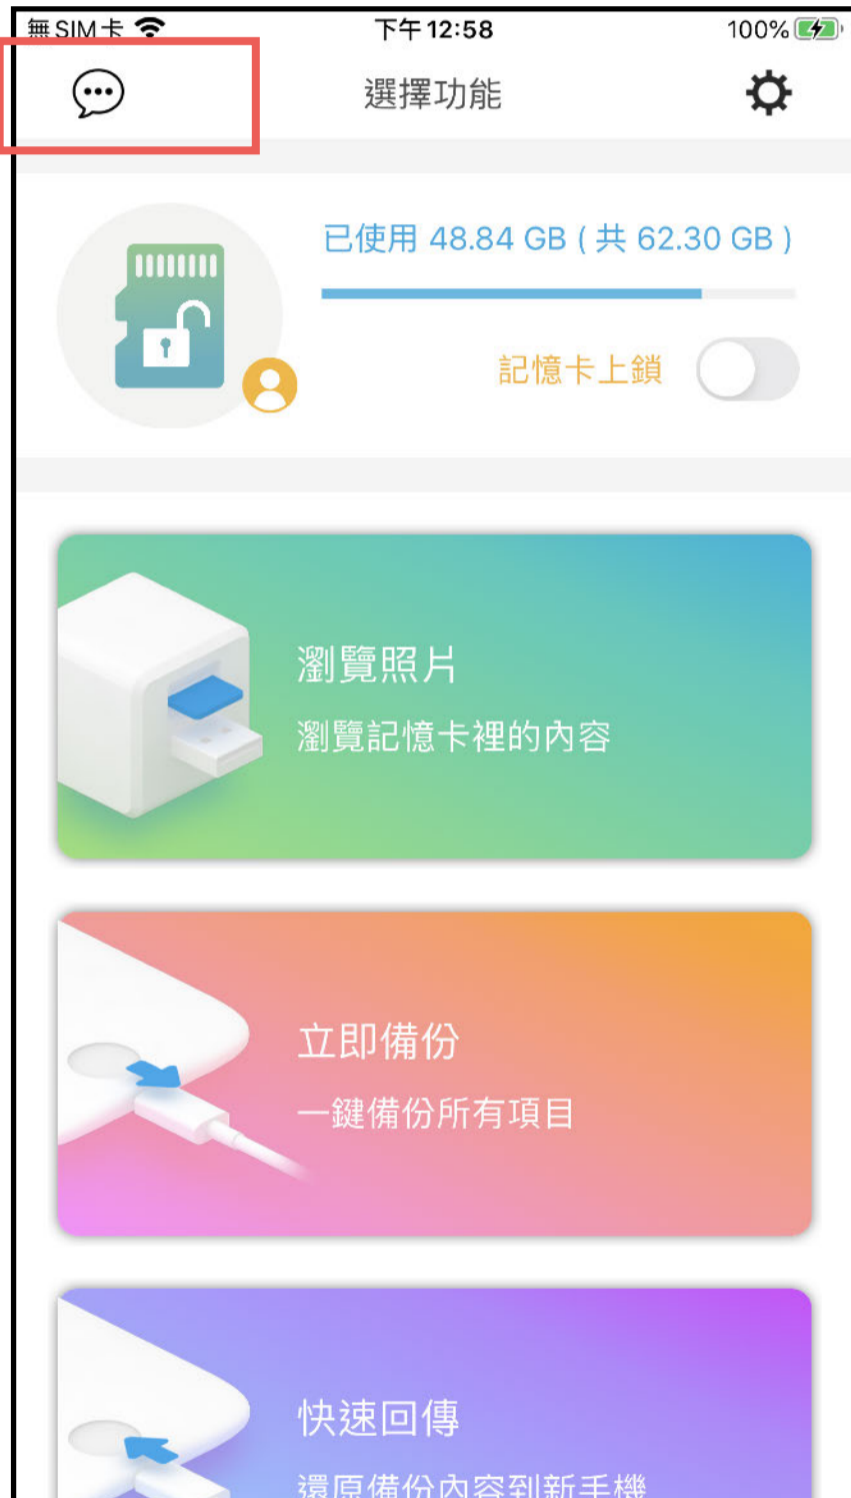 無SIM卡 下午12:58 100%
選擇功能
已使用 48.84 GB ( 共 62.30 GB )
記憶卡上鎖
瀏覽照片
瀏覽記憶卡裡的內容
立即備份
一鍵備份所有項目
快速回傳
還原備份內容到新手機